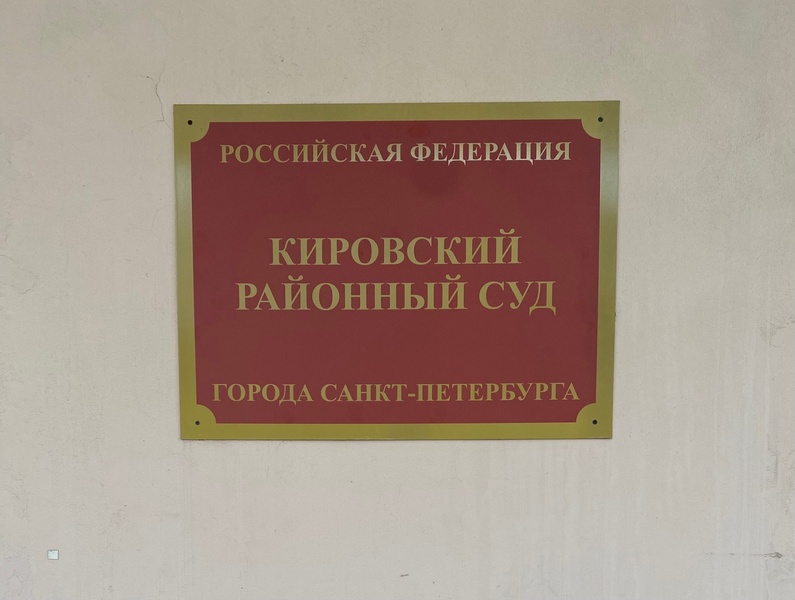 РОССИЙСКАЯ ФЕДЕРАЦИЯ
КИРОВСКИЙ
РАЙОННЫЙ СУД
ГОРОДА САНКТ-ПЕТЕРБУРГА